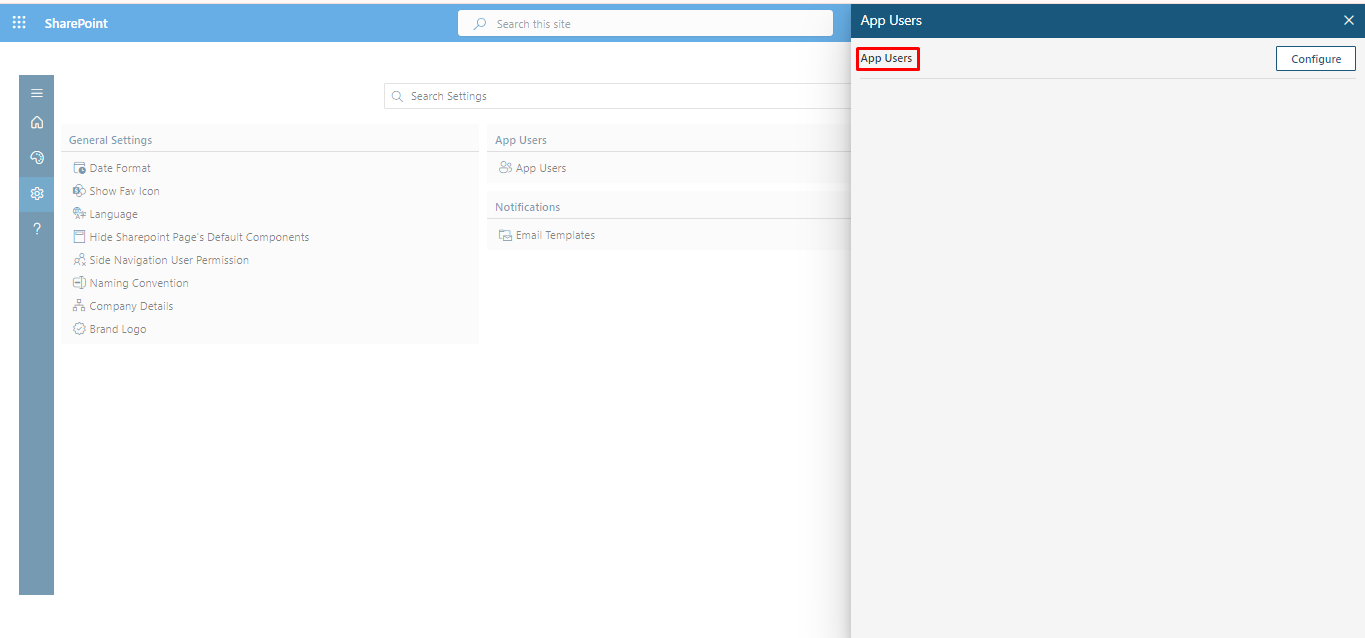 SharePoint
Search this site
App Users
App Users
Configure
Search Settings
General Settings
Date Format
Show Fav Icon
Language
Hide Sharepoint Page's Default Components
Side Navigation User Permission
Naming Convention
Company Details
Brand Logo
App Users
App Users
Notifications
Email Templates